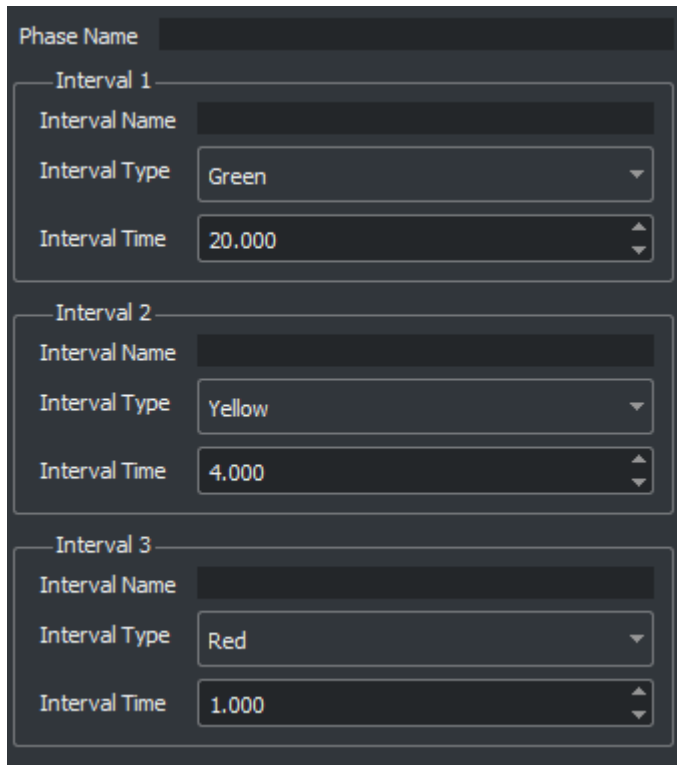 Phase Name
Interval 1
Interval Name
Interval Type Green
Interval Time 20.000
Interval 2
Interval Name
Interval Type Yellow
Interval Time 4.000
Interval 3
Interval Name
Interval Type Red
Interval Time 1.000